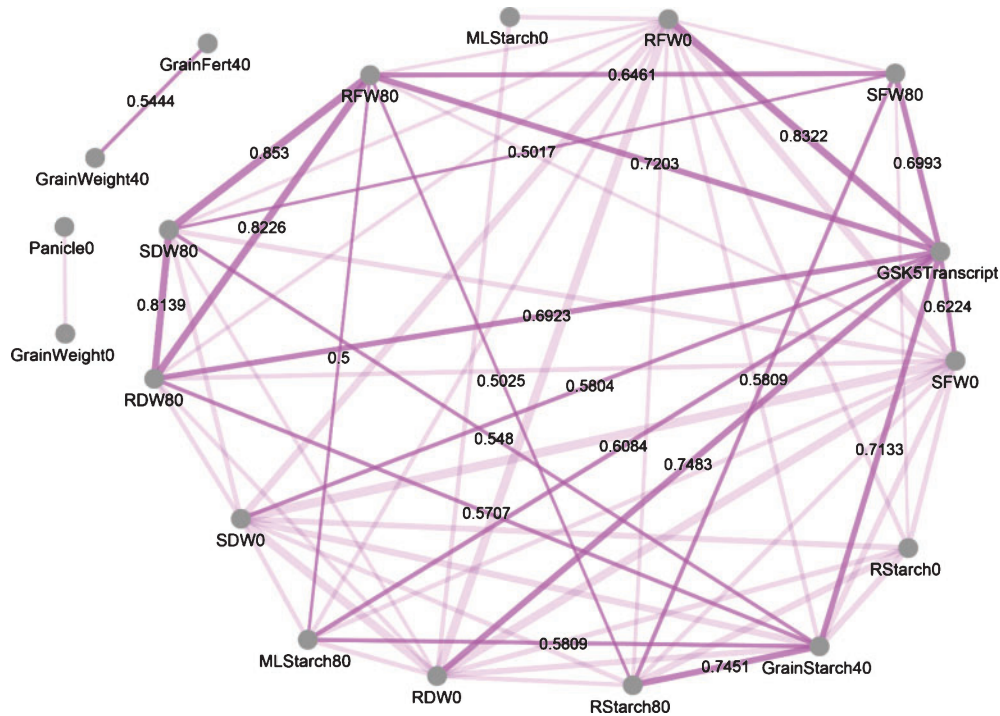 MLStarch0
RFW0
GrainFert40
0.6461
RFW80
SFW80
0.5444
0.8322
0.853
0.5017
0.7203
0.6993
GrainWeight40
0.8226
Panicle0
SDW80
GSK5Transcript
0.8139
0.6224
0.6923
GrainWeight0
0.5
SFW0
RDW80
0.5025
0.5804
0.5809
0.548
0.6084
0.7133
0.7483
0.5707
SDW0
RStarch0
0.5809
MLStarch80
GrainStarch40
0.7451
RDW0
RStarch80